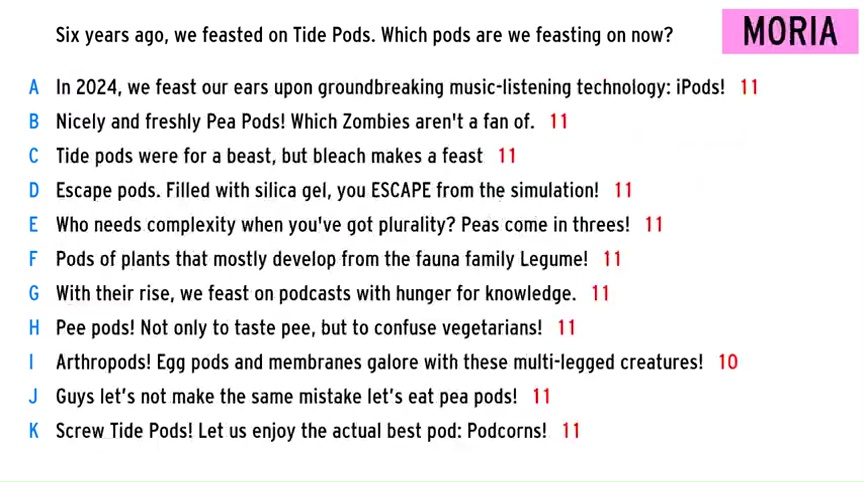 Six years ago, we feasted on Tide Pods. Which pods are we feasting on now?
MORIA
A In 2024, we feast our ears upon groundbreaking music-listening technology: iPods! 11
B Nicely and freshly Pea Pods! Which Zombies aren't a fan of. 11
C Tide pods were for a beast, but bleach makes a feast 11
D Escape pods. Filled with silica gel, you ESCAPE from the simulation! 11
E Who needs complexity when you've got plurality? Peas come in threes! 11
F Pods of plants that mostly develop from the fauna family Legume! 11
G With their rise, we feast on podcasts with hunger for knowledge. 11
H Pee pods! Not only to taste pee, but to confuse vegetarians! 11
I Arthropods! Egg pods and membranes galore with these multi-legged creatures! 10
J Guys let's not make the same mistake let's eat pea pods! 11
K Screw Tide Pods! Let us enjoy the actual best pod: Podcorns! 11